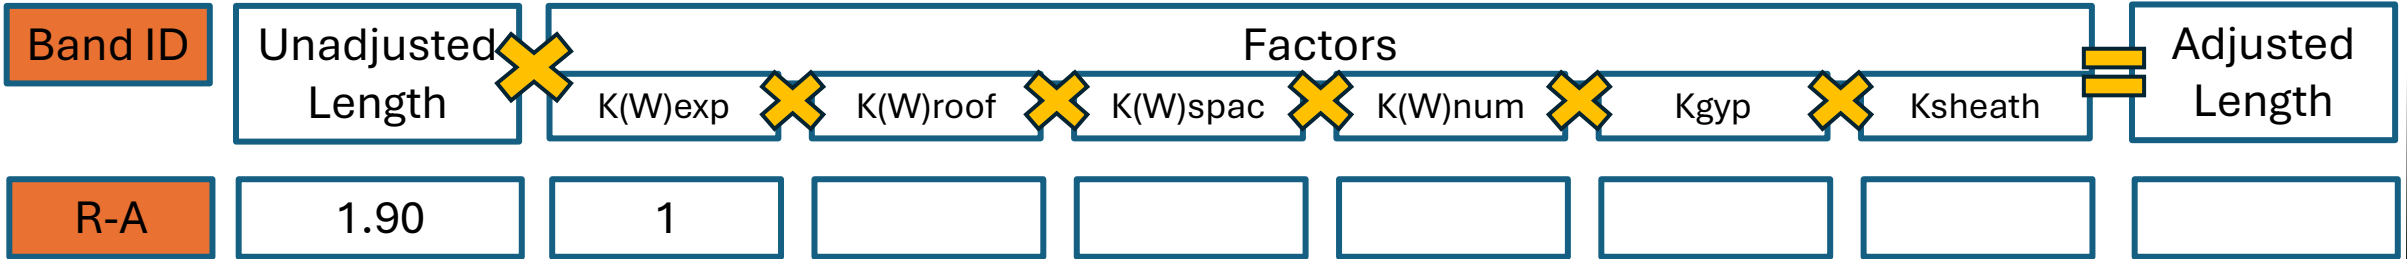 Band ID
Unadjusted
Length
Factors
K(W)exp
K(W)roof
K(W)spac
K(W)num
Kgyp
Ksheath
Adjusted
Length
R-A
1.90
1